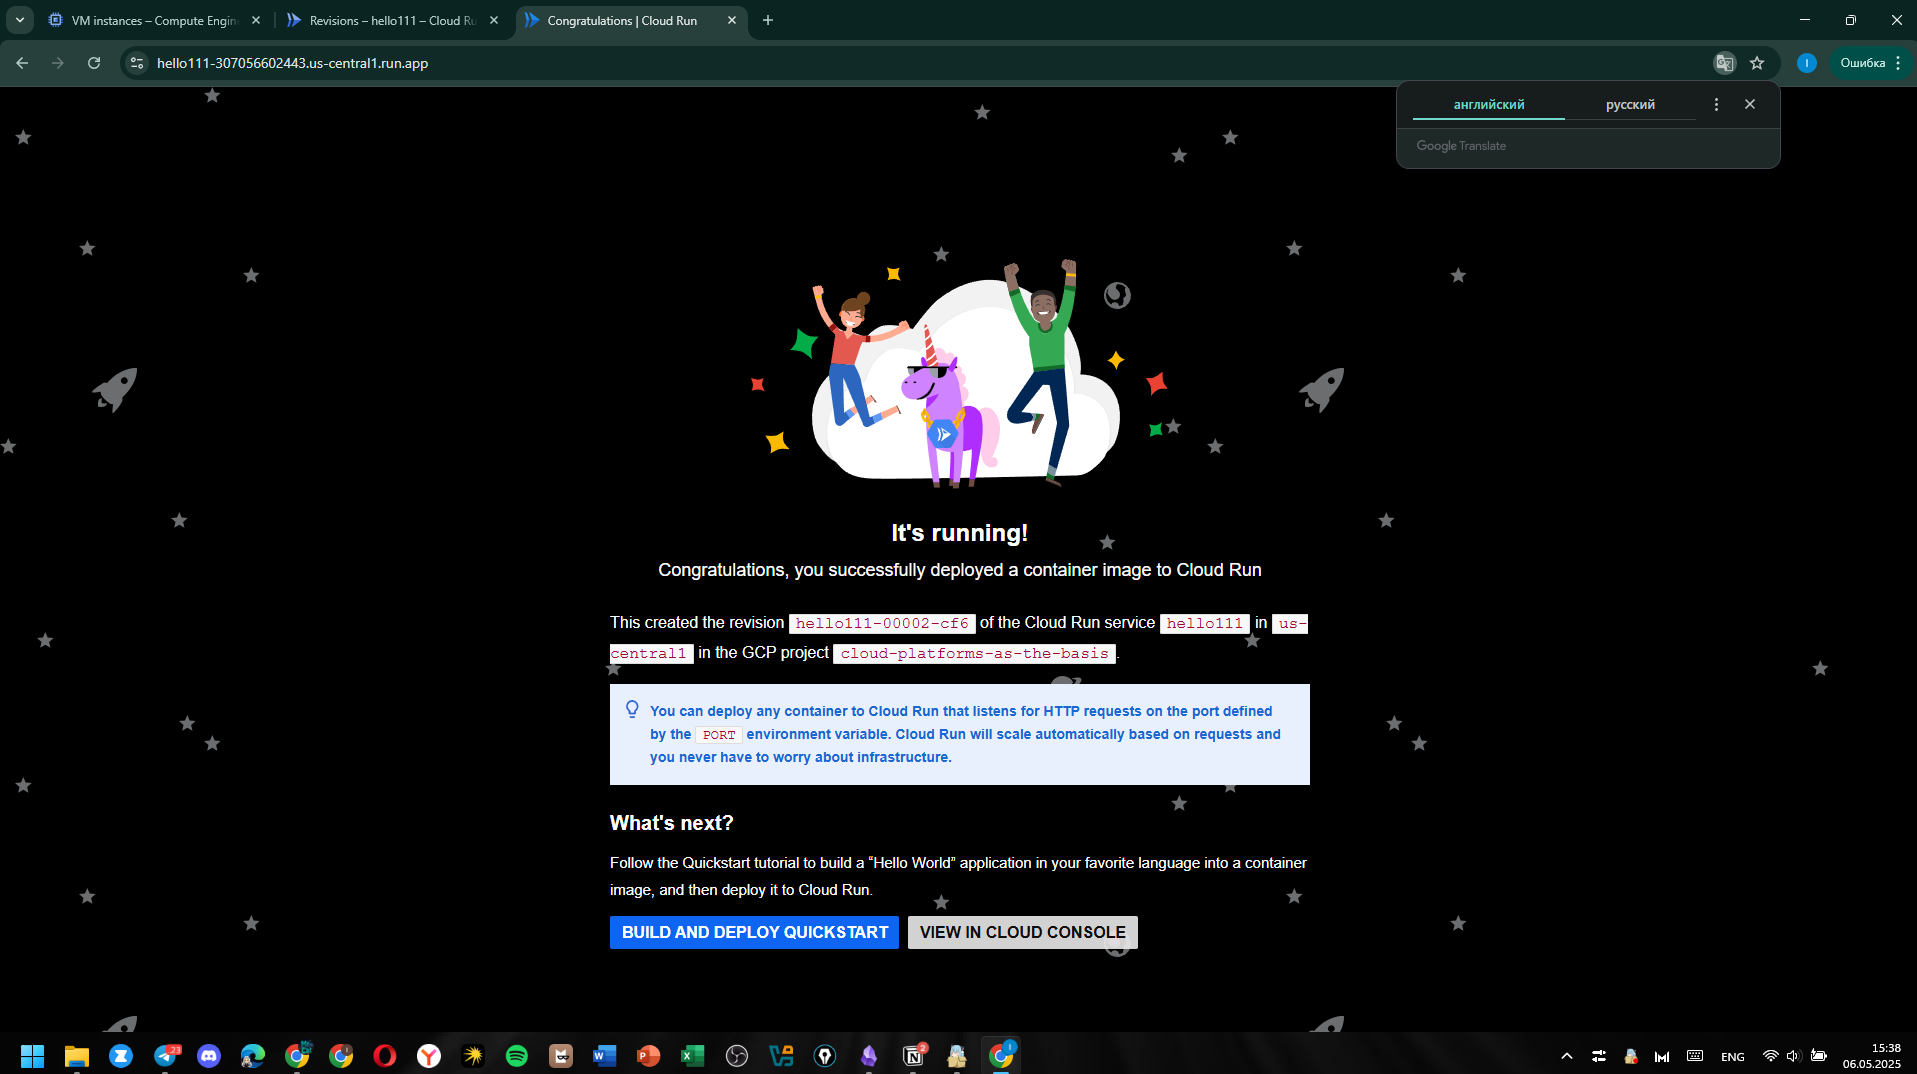 VM instances – Compute Engin
Revisions – hello111 – Cloud Ru
Congratulations | Cloud Run
hello111-307056602443.us-central1.run.app
Ошибка
английский
русский
Google Translate
It's running!
Congratulations, you successfully deployed a container image to Cloud Run
This created the revision hello111-00002-cf6 of the Cloud Run service hello111 in us-
central1 in the GCP project cloud-platforms-as-the-basis.
You can deploy any container to Cloud Run that listens for HTTP requests on the port defined
by the PORT environment variable. Cloud Run will scale automatically based on requests and
you never have to worry about infrastructure.
What's next?
Follow the Quickstart tutorial to build a “Hello World” application in your favorite language into a container
image, and then deploy it to Cloud Run.
BUILD AND DEPLOY QUICKSTART VIEW IN CLOUD CONSOLE
23
2
ENG
15:38
06.05.2025